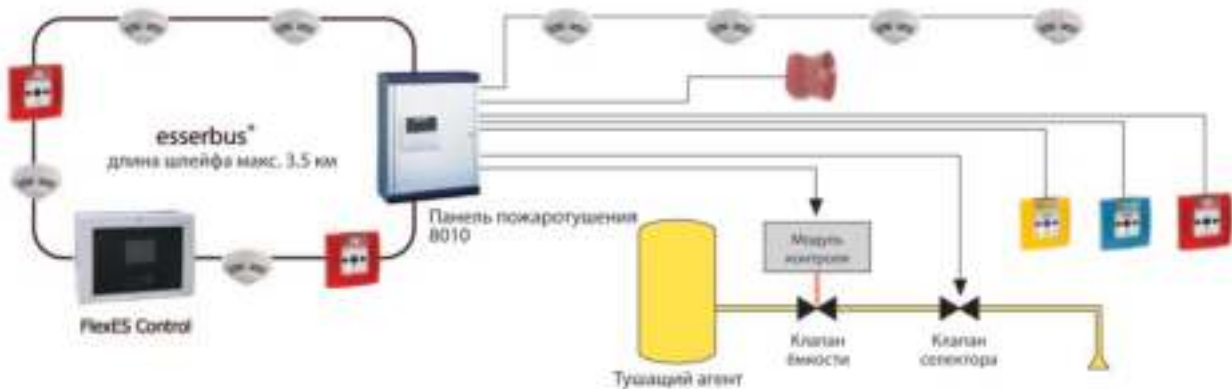 esserbus®
длина шлейфа макс. 3.5 км
Панель пожаротушения
8010
FlexES Control
Модуль
контроля
Клапан
ёмкости
Клапан
селектора
Тушащий агент